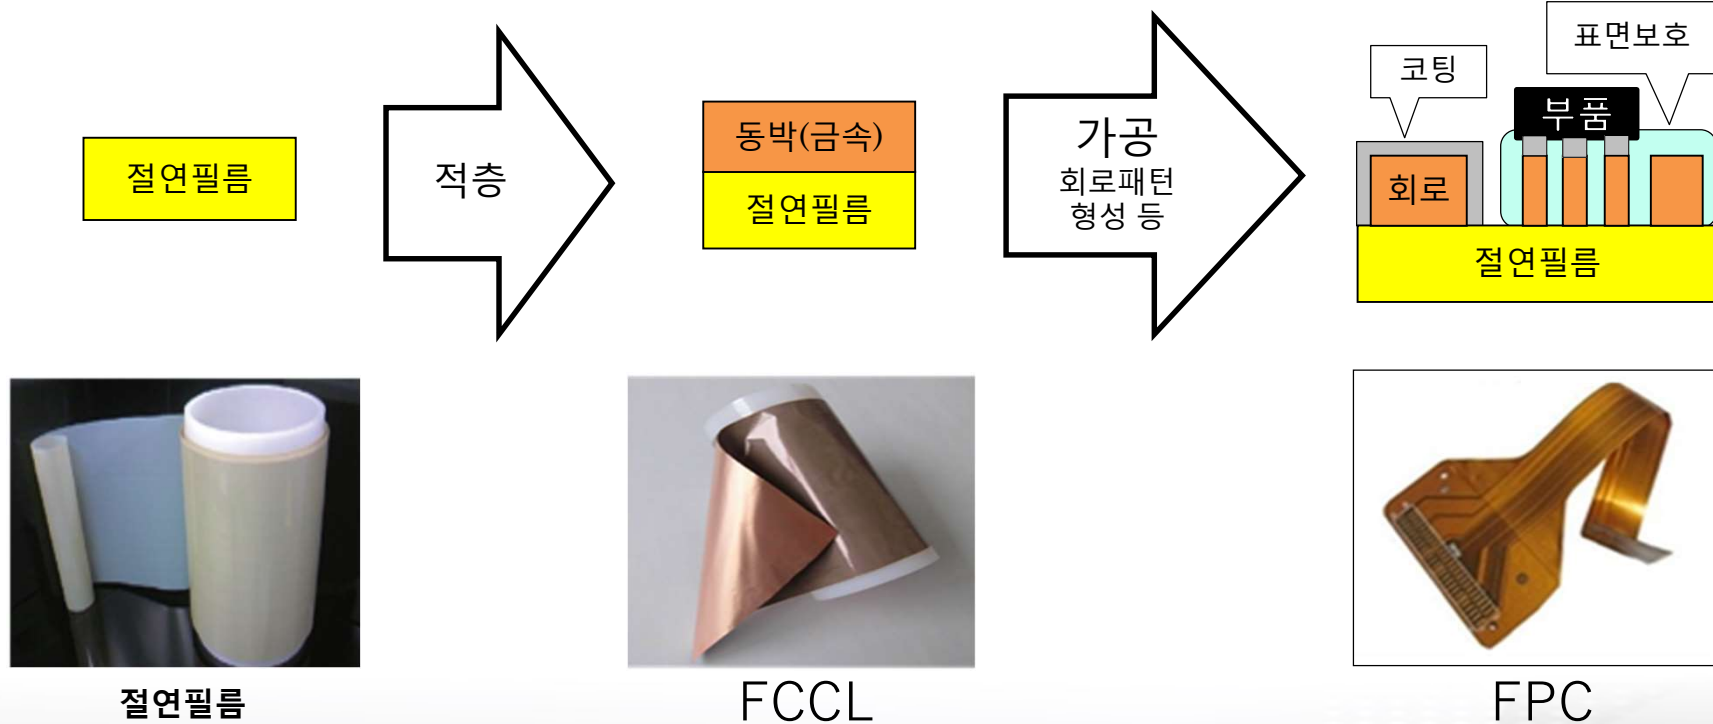 절연필름
적층
동박(금속)
절연필름
가공
회로패턴
형성 등
코팅
표면보호
부품
회로
절연필름
절연필름
FCCL
FPC